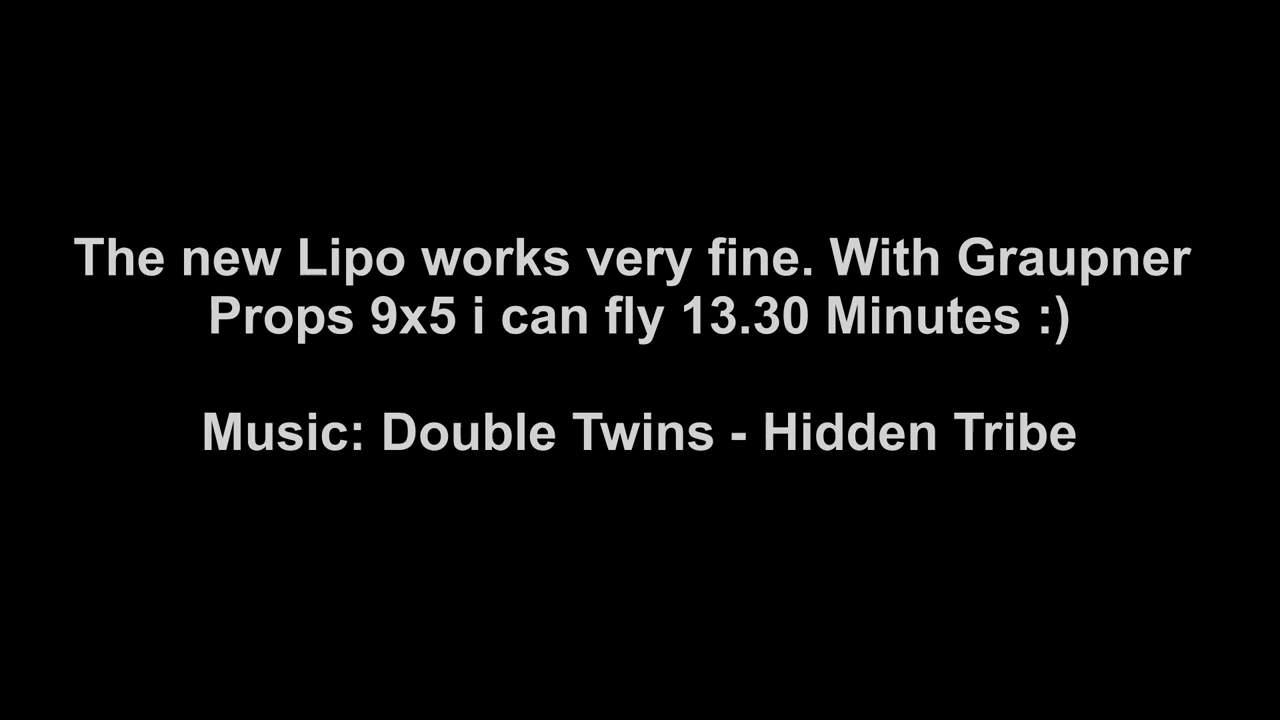 The new Lipo works very fine. With Graupner
Props 9x5 i can fly 13.30 Minutes :)
Music: Double Twins - Hidden Tribe